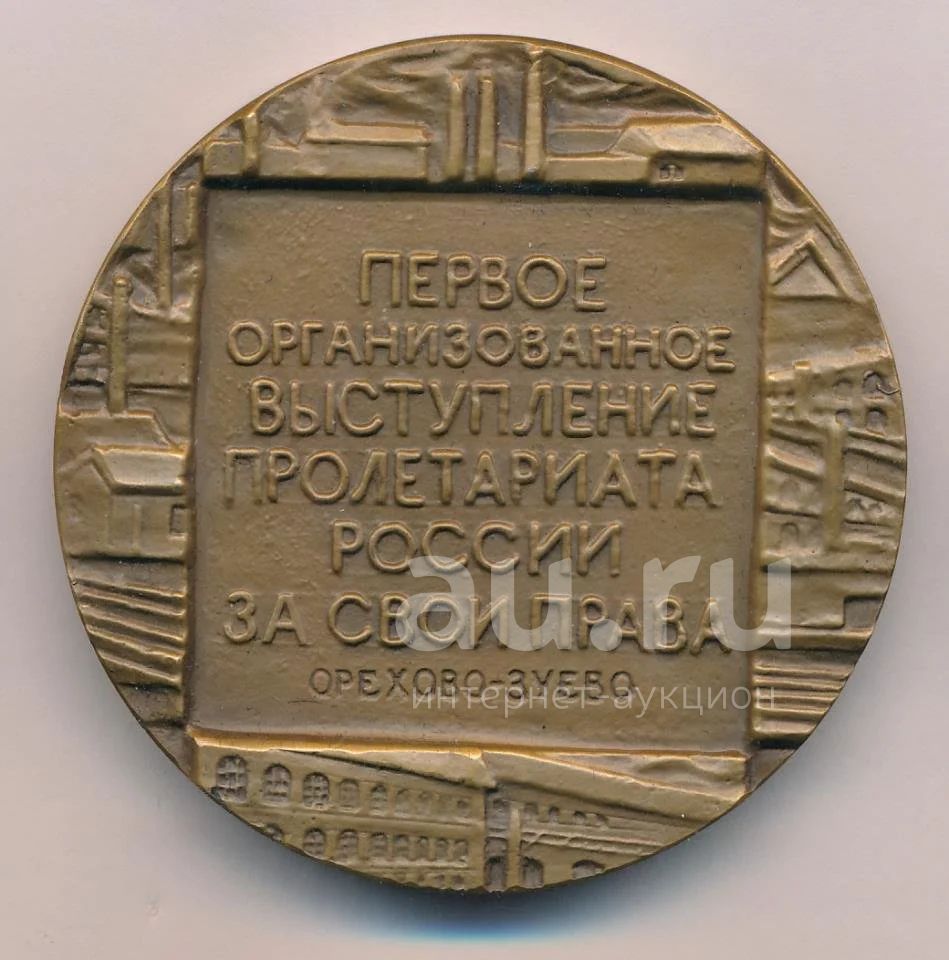 ПЕРВОЕ
ОРГАНИЗОВАННОЕ
ВЫСТУПЛЕНИЕ
ПРОЛЕТАРИАТА
РОССИИ
ЗА СВОИ ПРАВА
ОРЕХОВО-ЗУЕВО
au.ru
интернет-аукцион